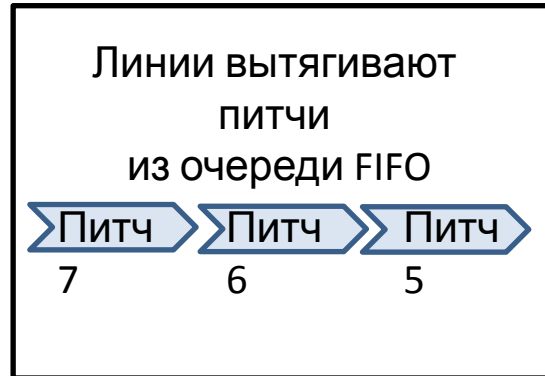 Линии вытягивают
питчи
из очереди FIFO
Питч Питч Питч
7 6 5